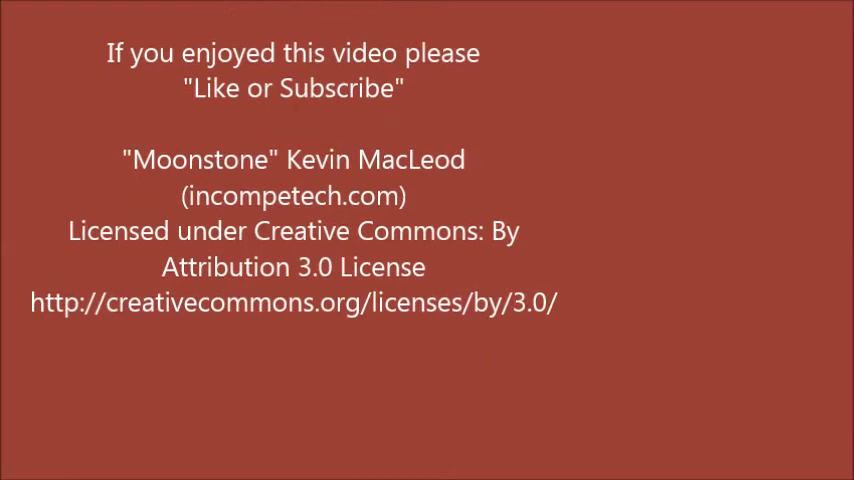 If you enjoyed this video please
"Like or Subscribe"
"Moonstone" Kevin MacLeod
(incompetech.com)
Licensed under Creative Commons: By
Attribution 3.0 License
http://creativecommons.org/licenses/by/3.0/